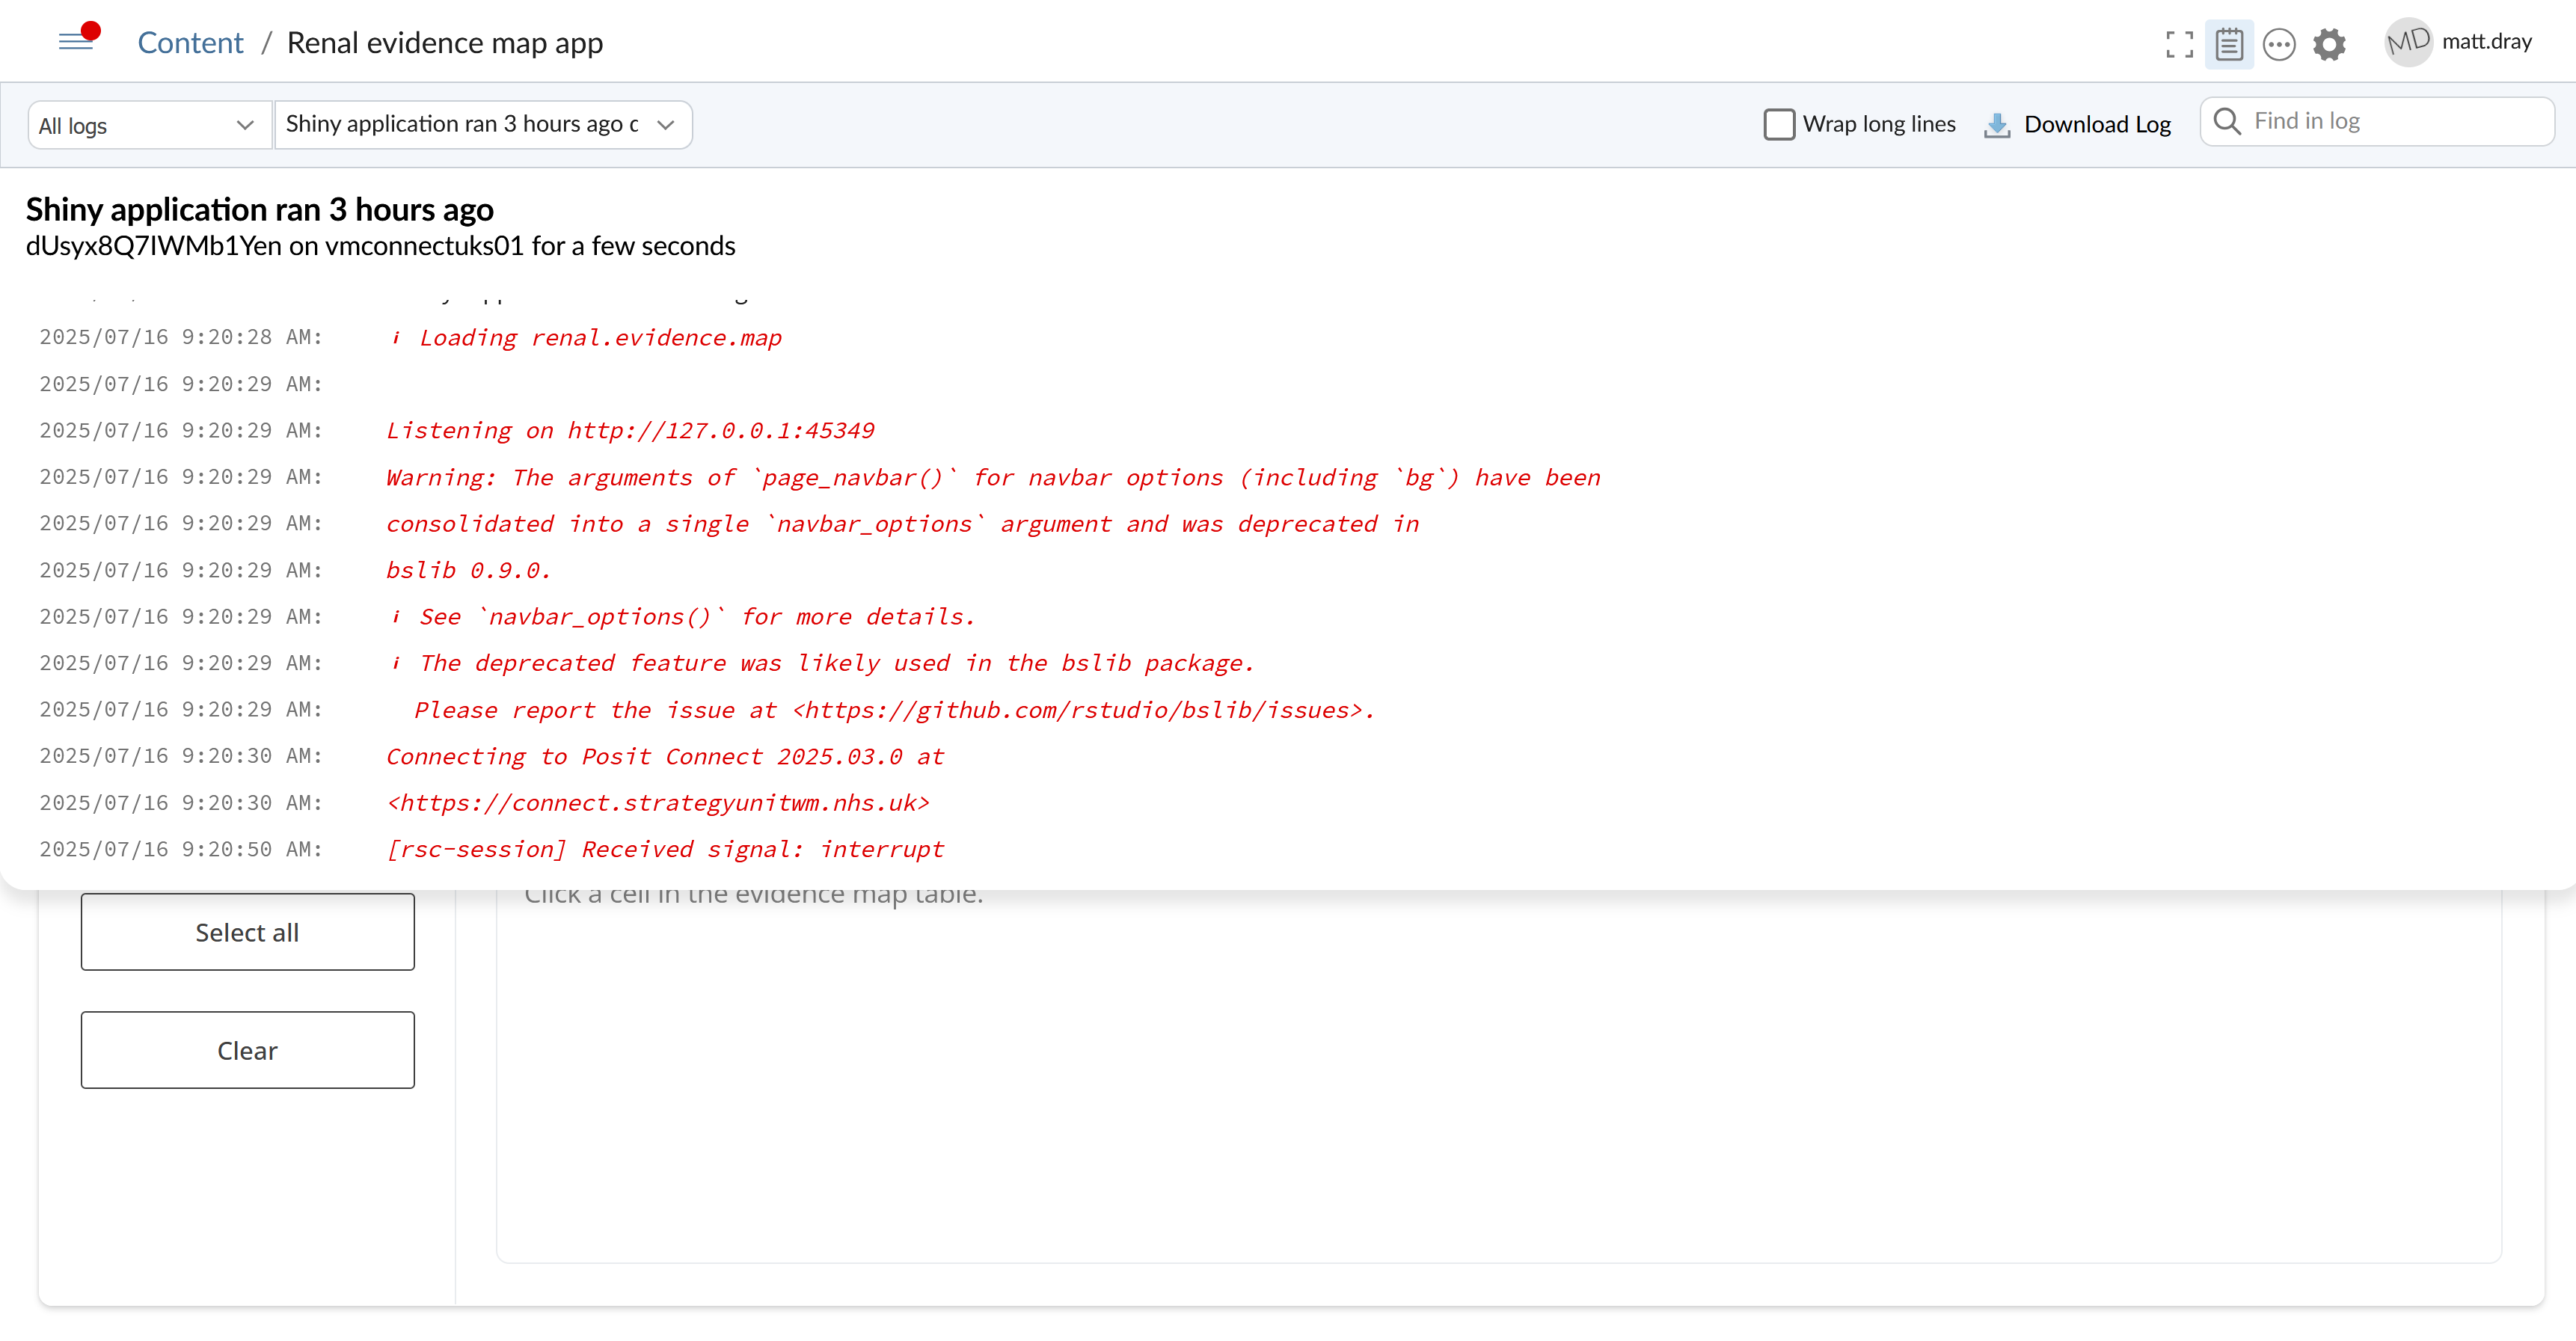 Content / Renal evidence map app
MD matt.dray
All logs
Shiny application ran 3 hours ago
Wrap long lines
Download Log
Find in log
Shiny application ran 3 hours ago
dUsyx8Q7IWMb1Yen on vmconnectuks01 for a few seconds
2025/07/16 9:20:28 AM: i Loading renal.evidence.map
2025/07/16 9:20:29 AM:
2025/07/16 9:20:29 AM: Listening on http://127.0.0.1:45349
2025/07/16 9:20:29 AM: Warning: The arguments of `page_navbar()` for navbar options (including `bg`) have been
2025/07/16 9:20:29 AM: consolidated into a single `navbar_options` argument and was deprecated in
2025/07/16 9:20:29 AM: bslib 0.9.0.
2025/07/16 9:20:29 AM: i See `navbar_options()` for more details.
2025/07/16 9:20:29 AM: i The deprecated feature was likely used in the bslib package.
2025/07/16 9:20:29 AM: Please report the issue at <https://github.com/rstudio/bslib/issues>.
2025/07/16 9:20:30 AM: Connecting to Posit Connect 2025.03.0 at
2025/07/16 9:20:30 AM: <https://connect.strategyunitwm.nhs.uk>
2025/07/16 9:20:50 AM: [rsc-session] Received signal: interrupt
Click a cell in the evidence map table.
Select all
Clear